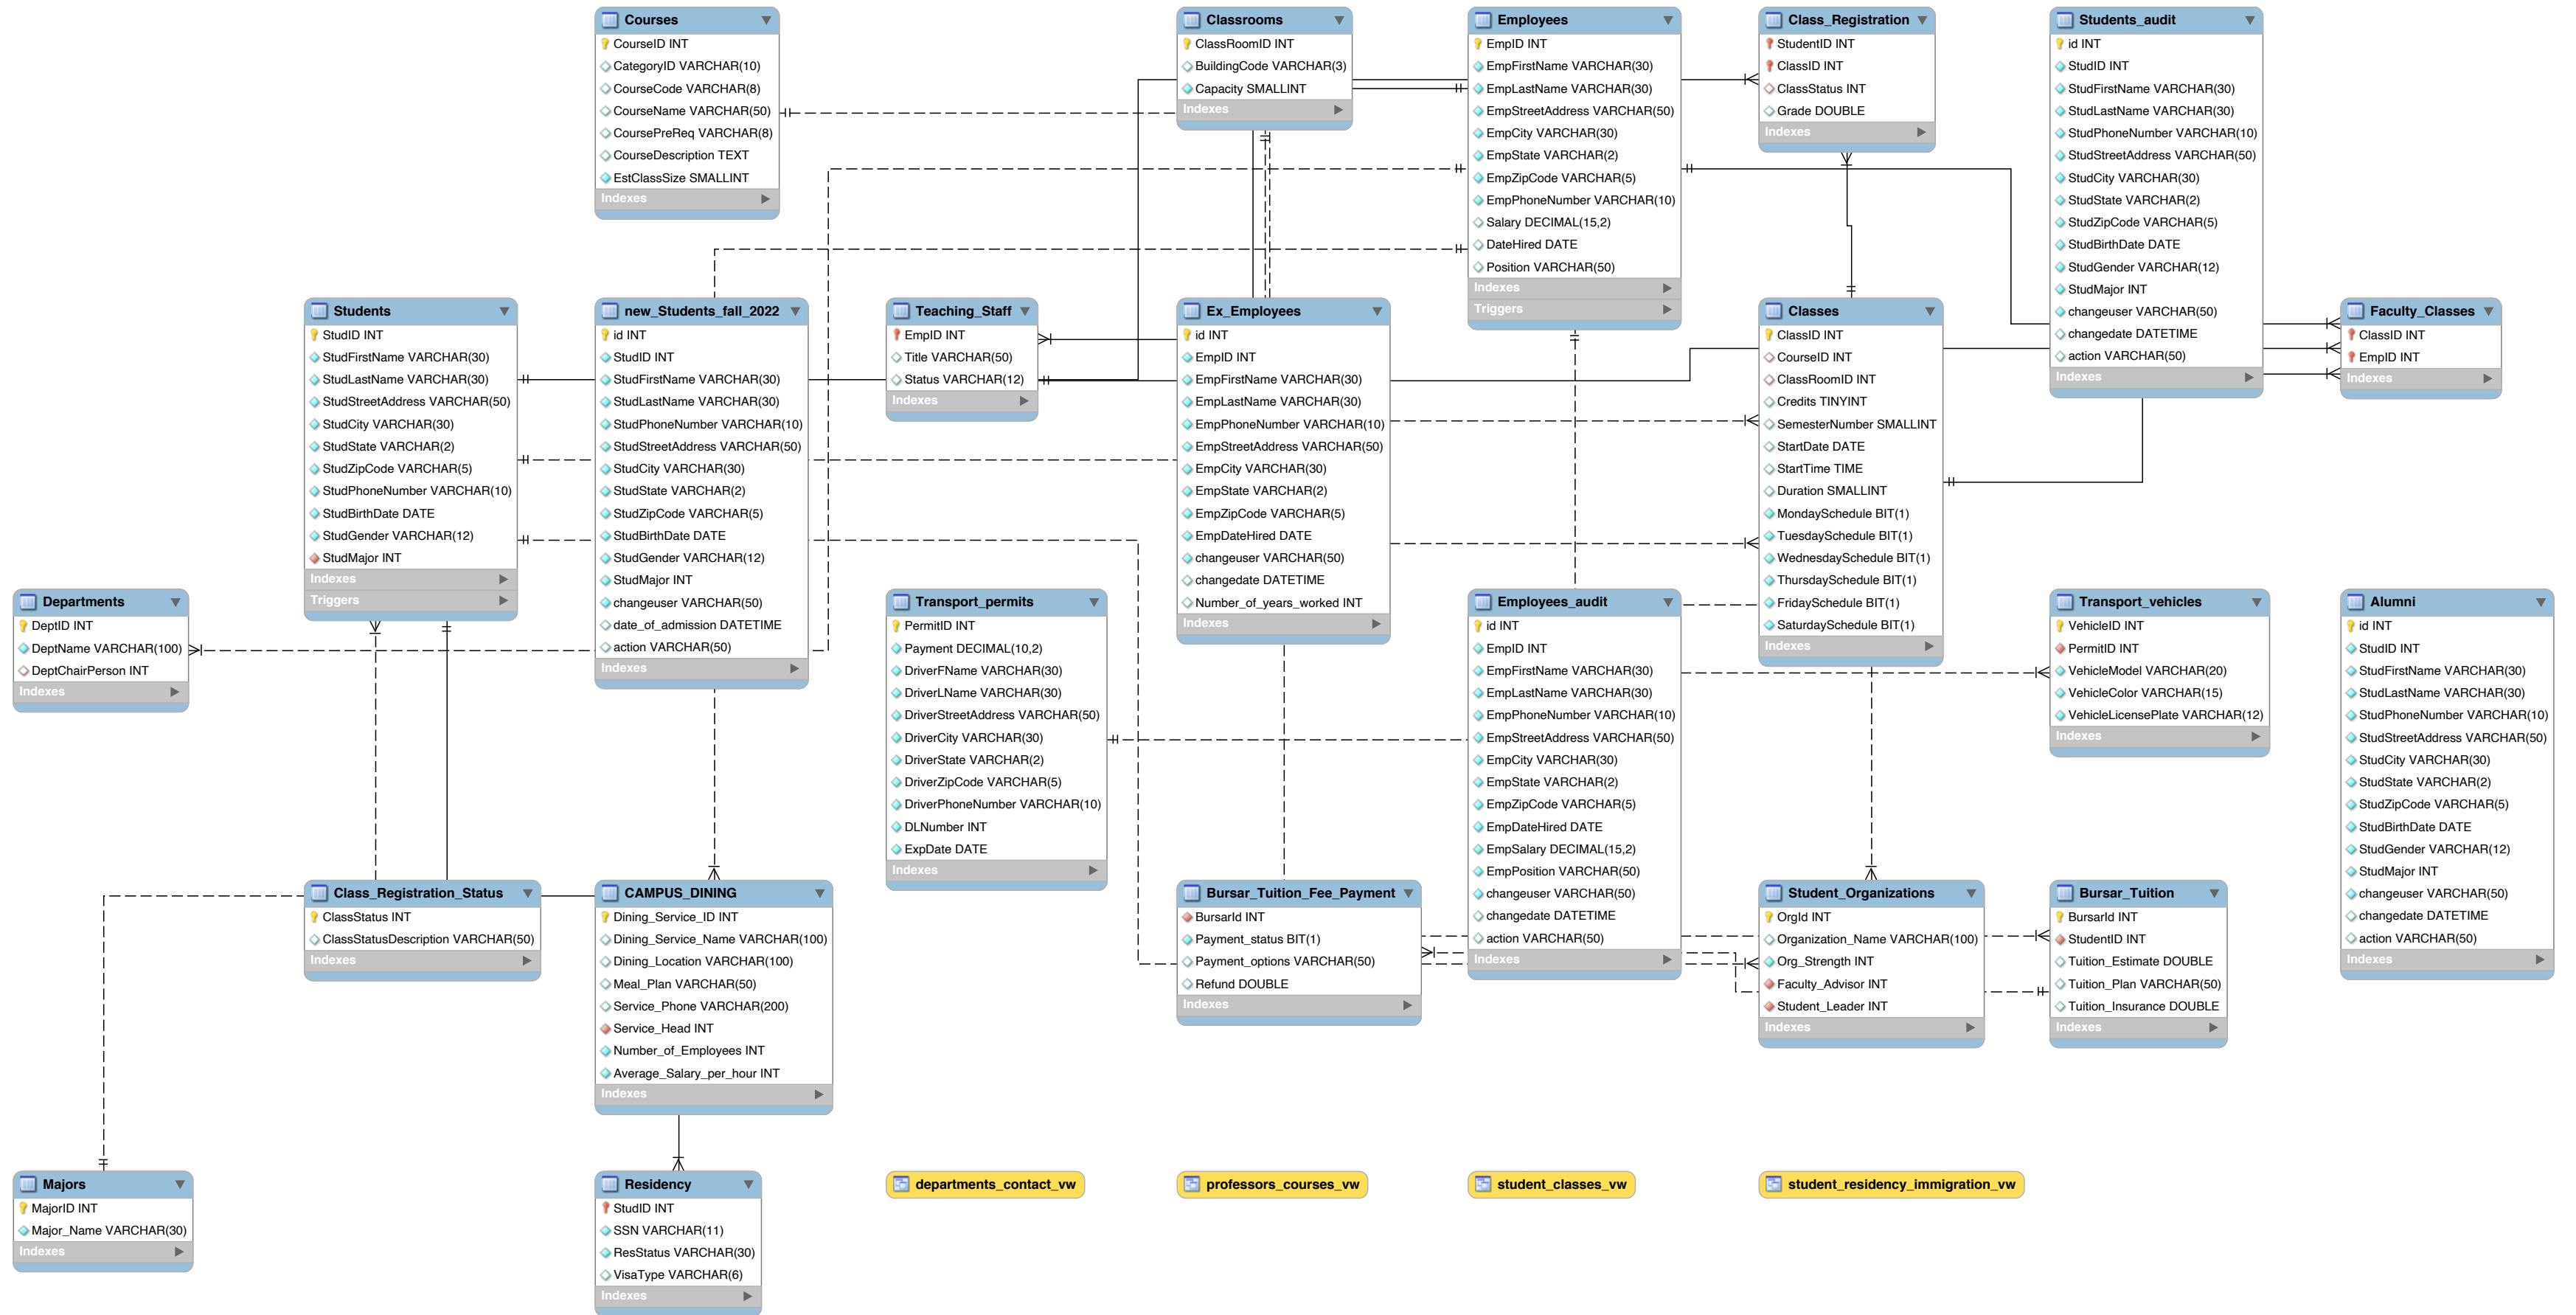 Courses
CourseID INT
CategoryID VARCHAR(10)
CourseCode VARCHAR(8)
CourseName VARCHAR(50)
CoursePreReq VARCHAR(8)
CourseDescription TEXT
EstClassSize SMALLINT
Indexes
Classrooms
ClassRoomID INT
BuildingCode VARCHAR(3)
Capacity SMALLINT
Indexes
Employees
EmpID INT
EmpFirstName VARCHAR(30)
EmpLastName VARCHAR(30)
EmpStreetAddress VARCHAR(50)
EmpCity VARCHAR(30)
EmpState VARCHAR(2)
EmpZipCode VARCHAR(5)
EmpPhoneNumber VARCHAR(10)
Salary DECIMAL(15,2)
DateHired DATE
Position VARCHAR(50)
Indexes
Triggers
Class_Registration
StudentID INT
ClassID INT
ClassStatus INT
Grade DOUBLE
Indexes
Students_audit
id INT
StudID INT
StudFirstName VARCHAR(30)
StudLastName VARCHAR(30)
StudPhoneNumber VARCHAR(10)
StudStreetAddress VARCHAR(50)
StudCity VARCHAR(30)
StudState VARCHAR(2)
StudZipCode VARCHAR(5)
StudBirthDate DATE
StudGender VARCHAR(12)
StudMajor INT
changeuser VARCHAR(50)
changedate DATETIME
action VARCHAR(50)
Indexes
Students
StudID INT
StudFirstName VARCHAR(30)
StudLastName VARCHAR(30)
StudStreetAddress VARCHAR(50)
StudCity VARCHAR(30)
StudState VARCHAR(2)
StudZipCode VARCHAR(5)
StudPhoneNumber VARCHAR(10)
StudBirthDate DATE
StudGender VARCHAR(12)
StudMajor INT
Indexes
Triggers
new_Students_fall_2022
id INT
StudID INT
StudFirstName VARCHAR(30)
StudLastName VARCHAR(30)
StudPhoneNumber VARCHAR(10)
StudStreetAddress VARCHAR(50)
StudCity VARCHAR(30)
StudState VARCHAR(2)
StudZipCode VARCHAR(5)
StudBirthDate DATE
StudGender VARCHAR(12)
StudMajor INT
changeuser VARCHAR(50)
date_of_admission DATETIME
action VARCHAR(50)
Indexes
Teaching_Staff
EmpID INT
Title VARCHAR(50)
Status VARCHAR(12)
Indexes
Ex_Employees
id INT
EmpID INT
EmpFirstName VARCHAR(30)
EmpLastName VARCHAR(30)
EmpPhoneNumber VARCHAR(10)
EmpStreetAddress VARCHAR(50)
EmpCity VARCHAR(30)
EmpState VARCHAR(2)
EmpZipCode VARCHAR(5)
EmpDateHired DATE
changeuser VARCHAR(50)
changedate DATETIME
Number_of_years_worked INT
Indexes
Classes
ClassID INT
CourseID INT
ClassRoomID INT
Credits TINYINT
SemesterNumber SMALLINT
StartDate DATE
StartTime TIME
Duration SMALLINT
MondaySchedule BIT(1)
TuesdaySchedule BIT(1)
WednesdaySchedule BIT(1)
ThursdaySchedule BIT(1)
FridaySchedule BIT(1)
SaturdaySchedule BIT(1)
Indexes
Faculty_Classes
ClassID INT
EmpID INT
Indexes
Departments
DeptID INT
DeptName VARCHAR(100)
DeptChairPerson INT
Indexes
Transport_permits
PermitID INT
Payment DECIMAL(10,2)
DriverFName VARCHAR(30)
DriverLName VARCHAR(30)
DriverStreetAddress VARCHAR(50)
DriverCity VARCHAR(30)
DriverState VARCHAR(2)
DriverZipCode VARCHAR(5)
DriverPhoneNumber VARCHAR(10)
DLNumber INT
ExpDate DATE
Indexes
Employees_audit
id INT
EmpID INT
EmpFirstName VARCHAR(30)
EmpLastName VARCHAR(30)
EmpPhoneNumber VARCHAR(10)
EmpStreetAddress VARCHAR(50)
EmpCity VARCHAR(30)
EmpState VARCHAR(2)
EmpZipCode VARCHAR(5)
EmpDateHired DATE
EmpSalary DECIMAL(15,2)
EmpPosition VARCHAR(50)
changeuser VARCHAR(50)
changedate DATETIME
action VARCHAR(50)
Indexes
Transport_vehicles
VehicleID INT
PermitID INT
VehicleModel VARCHAR(20)
VehicleColor VARCHAR(15)
VehicleLicensePlate VARCHAR(12)
Indexes
Alumni
id INT
StudID INT
StudFirstName VARCHAR(30)
StudLastName VARCHAR(30)
StudPhoneNumber VARCHAR(10)
StudStreetAddress VARCHAR(50)
StudCity VARCHAR(30)
StudState VARCHAR(2)
StudZipCode VARCHAR(5)
StudBirthDate DATE
StudGender VARCHAR(12)
StudMajor INT
changeuser VARCHAR(50)
changedate DATETIME
action VARCHAR(50)
Indexes
Class_Registration_Status
ClassStatus INT
ClassStatusDescription VARCHAR(50)
Indexes
CAMPUS_DINING
Dining_Service_ID INT
Dining_Service_Name VARCHAR(100)
Dining_Location VARCHAR(100)
Meal_Plan VARCHAR(50)
Service_Phone VARCHAR(200)
Service_Head INT
Number_of_Employees INT
Average_Salary_per_hour INT
Indexes
Bursar_Tuition_Fee_Payment
BursarId INT
Payment_status BIT(1)
Payment_options VARCHAR(50)
Refund DOUBLE
Indexes
Student_Organizations
OrgId INT
Organization_Name VARCHAR(100)
Org_Strength INT
Faculty_Advisor INT
Student_Leader INT
Indexes
Bursar_Tuition
BursarId INT
StudentID INT
Tuition_Estimate DOUBLE
Tuition_Plan VARCHAR(50)
Tuition_Insurance DOUBLE
Indexes
Majors
MajorID INT
Major_Name VARCHAR(30)
Indexes
Residency
StudID INT
SSN VARCHAR(11)
ResStatus VARCHAR(30)
VisaType VARCHAR(6)
Indexes
departments_contact_vw
professors_courses_vw
student_classes_vw
student_residency_immigration_vw